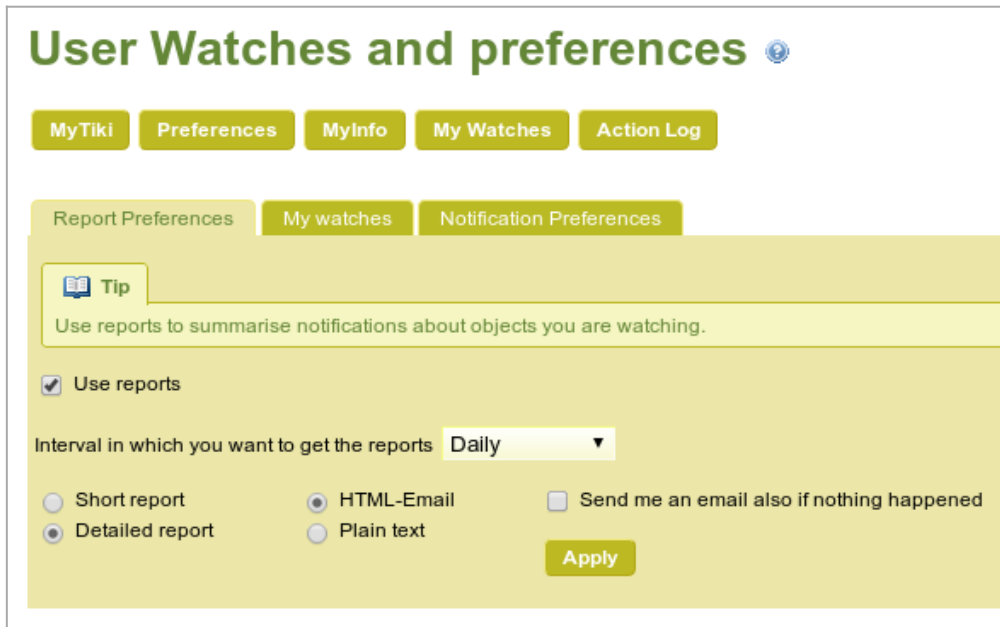 User Watches and preferences
MyTiki Preferences MyInfo My Watches Action Log
Report Preferences My watches Notification Preferences
Tip
Use reports to summarise notifications about objects you are watching.
Use reports
Interval in which you want to get the reports Daily
Short report HTML-Email Send me an email also if nothing happened
Detailed report Plain text
Apply